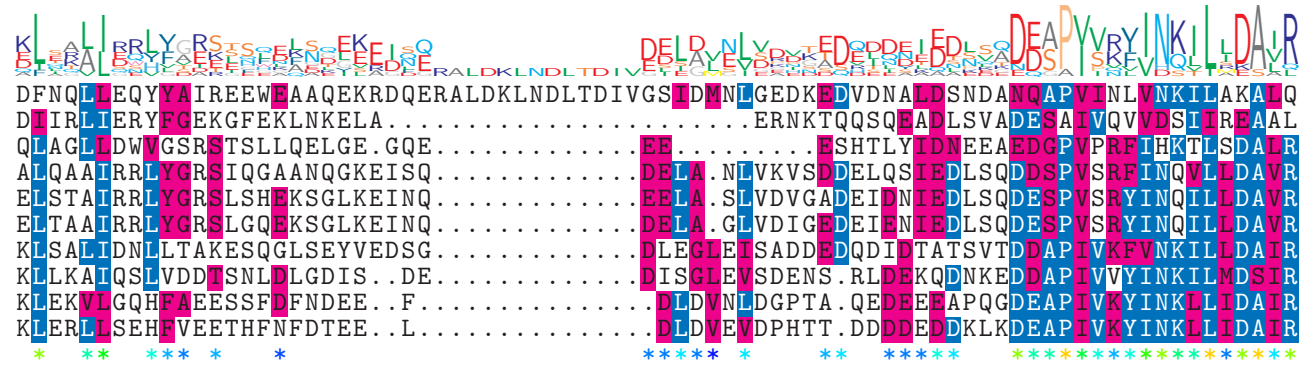 DFNQLLEQYYAIREEWEAAQEKRDQERALDKLNDLTDIVGSIDMNLGEDKEDVDNALDSNDANQAPVINLVNKILAKALQ
DIIRLIERYFGEKGFEKLNKELA.......................ERNKTQQSQEADLSVADESAIVQVVDSIIREAAL
QLAGLLDWVGSRSTSLLQELGE.GQE.............EE.........ESHTLYIDNEEAEDGPVPRFIHKTLSDALR
ALQAAIRRLYGRSIQGAANQGKEISQ.............DELA.NLVKVSDDELQSIEDLSQDDSPVSRFINQVLLDAVR
ELSTAIRRLYGRSLSHEKSGLKEINQ.............EELA.SLVDVGADEIDNIEDLSQDESPVSRYINQILLDAVR
ELTAAIRRLYGRSLGQEKSGLKEINQ.............DELA.GLVDIGEDEIENIEDLSQDESPVSRYINQILLDAVR
KLSALIDNLLTAKESQGLSEYVEDSG.............DLEGLEISADDEDQDIDTATSVTDDAPIVKFVNKILLDAIR
KLLKAIQSLVDDTSNLDLGDIS..DE.............DISGLEVSDENS.RLDEKQDNKEDDAPIVVYINKILMDSIR
KLEKVLGQHFAEESSFDFNDEE..F...............DLDVNLDGPTA.QEDEEEAPQGDEAPIVKYINKLLIDAIR
KLERLLSEHFVEETHFNFDTEE..L...............DLDVEVDPHTT.DDDDEDDKLKDEAPIVKYINKLLIDAIR